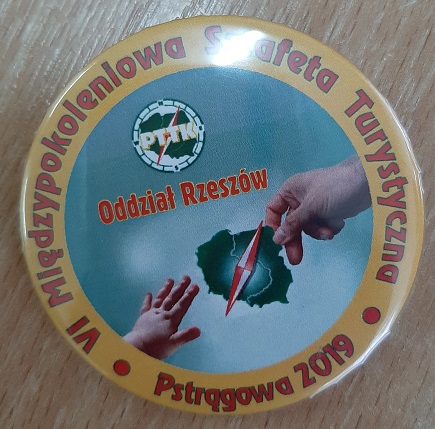 VI Międzypokoleniowa Sztafeta Turystyczna
PTTK
Oddział Rzeszów
Pstrągowa 2019